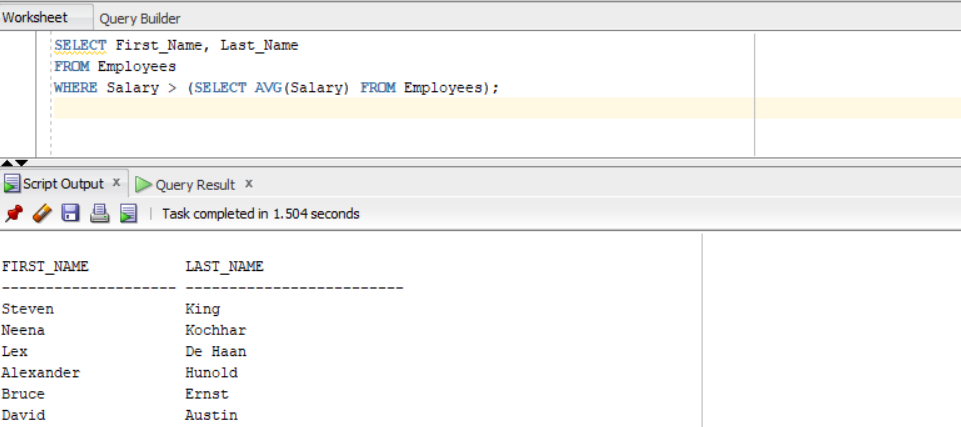 Worksheet Query Builder
SELECT First_Name, Last_Name
FROM Employees
WHERE Salary > (SELECT AVG(Salary) FROM Employees);
Script Output x Query Result x
Task completed in 1.504 seconds
FIRST_NAME LAST_NAME
-------------------- -------------------------
Steven King
Neena Kochhar
Lex De Haan
Alexander Hunold
Bruce Ernst
David Austin